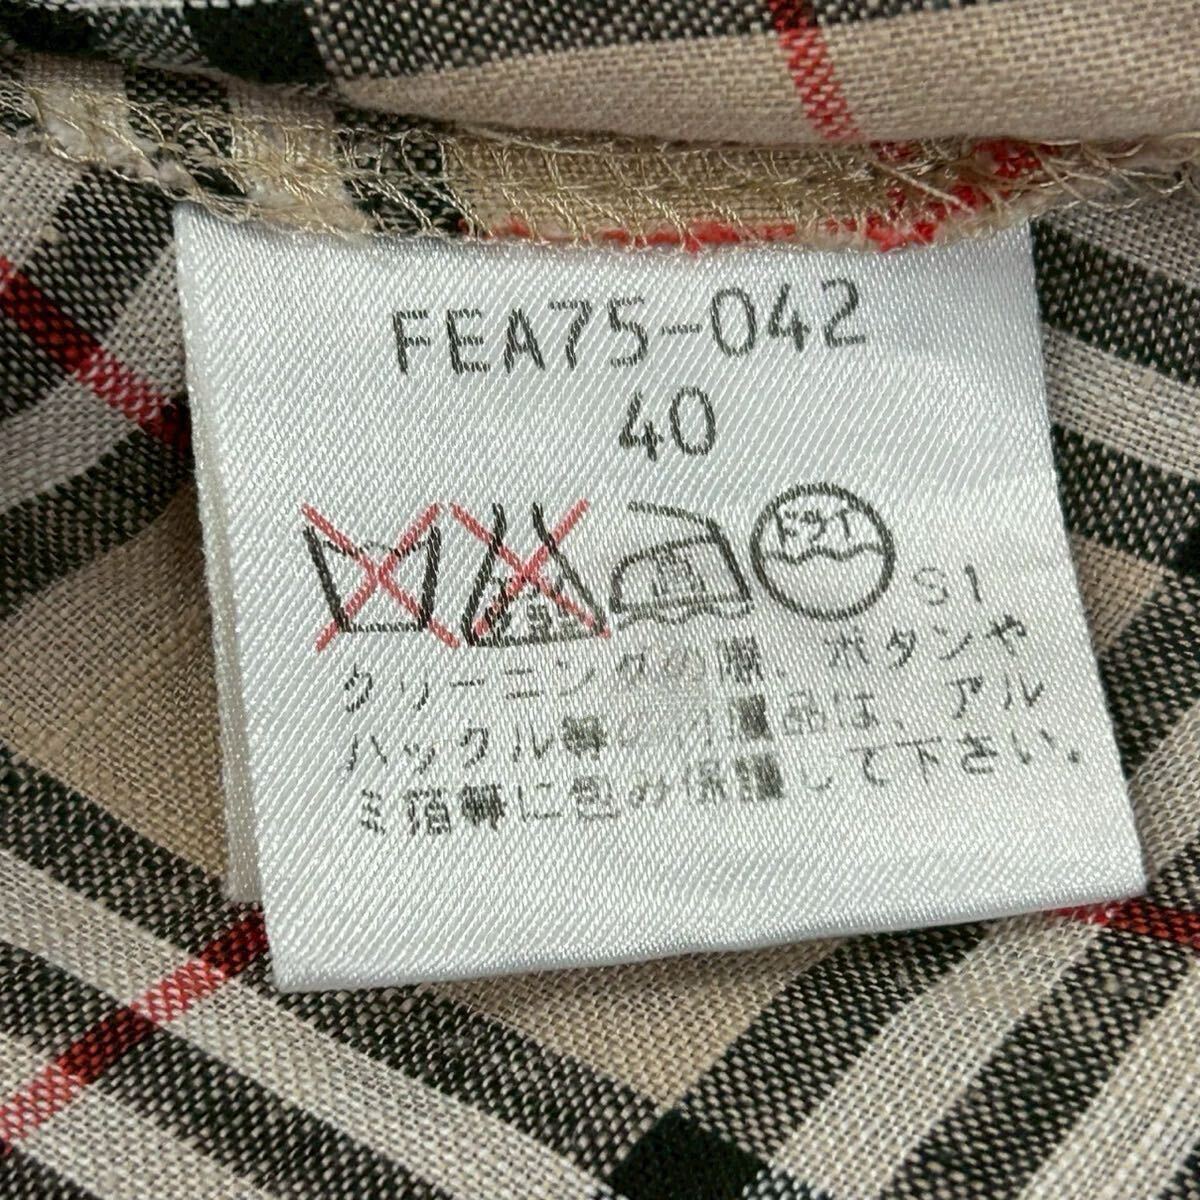 FEA75-042
40
ドライ
S1
クリーニングの際、ボタンや
バックル等の付属品は、アル
ミ箔等に包み保護して下さい。